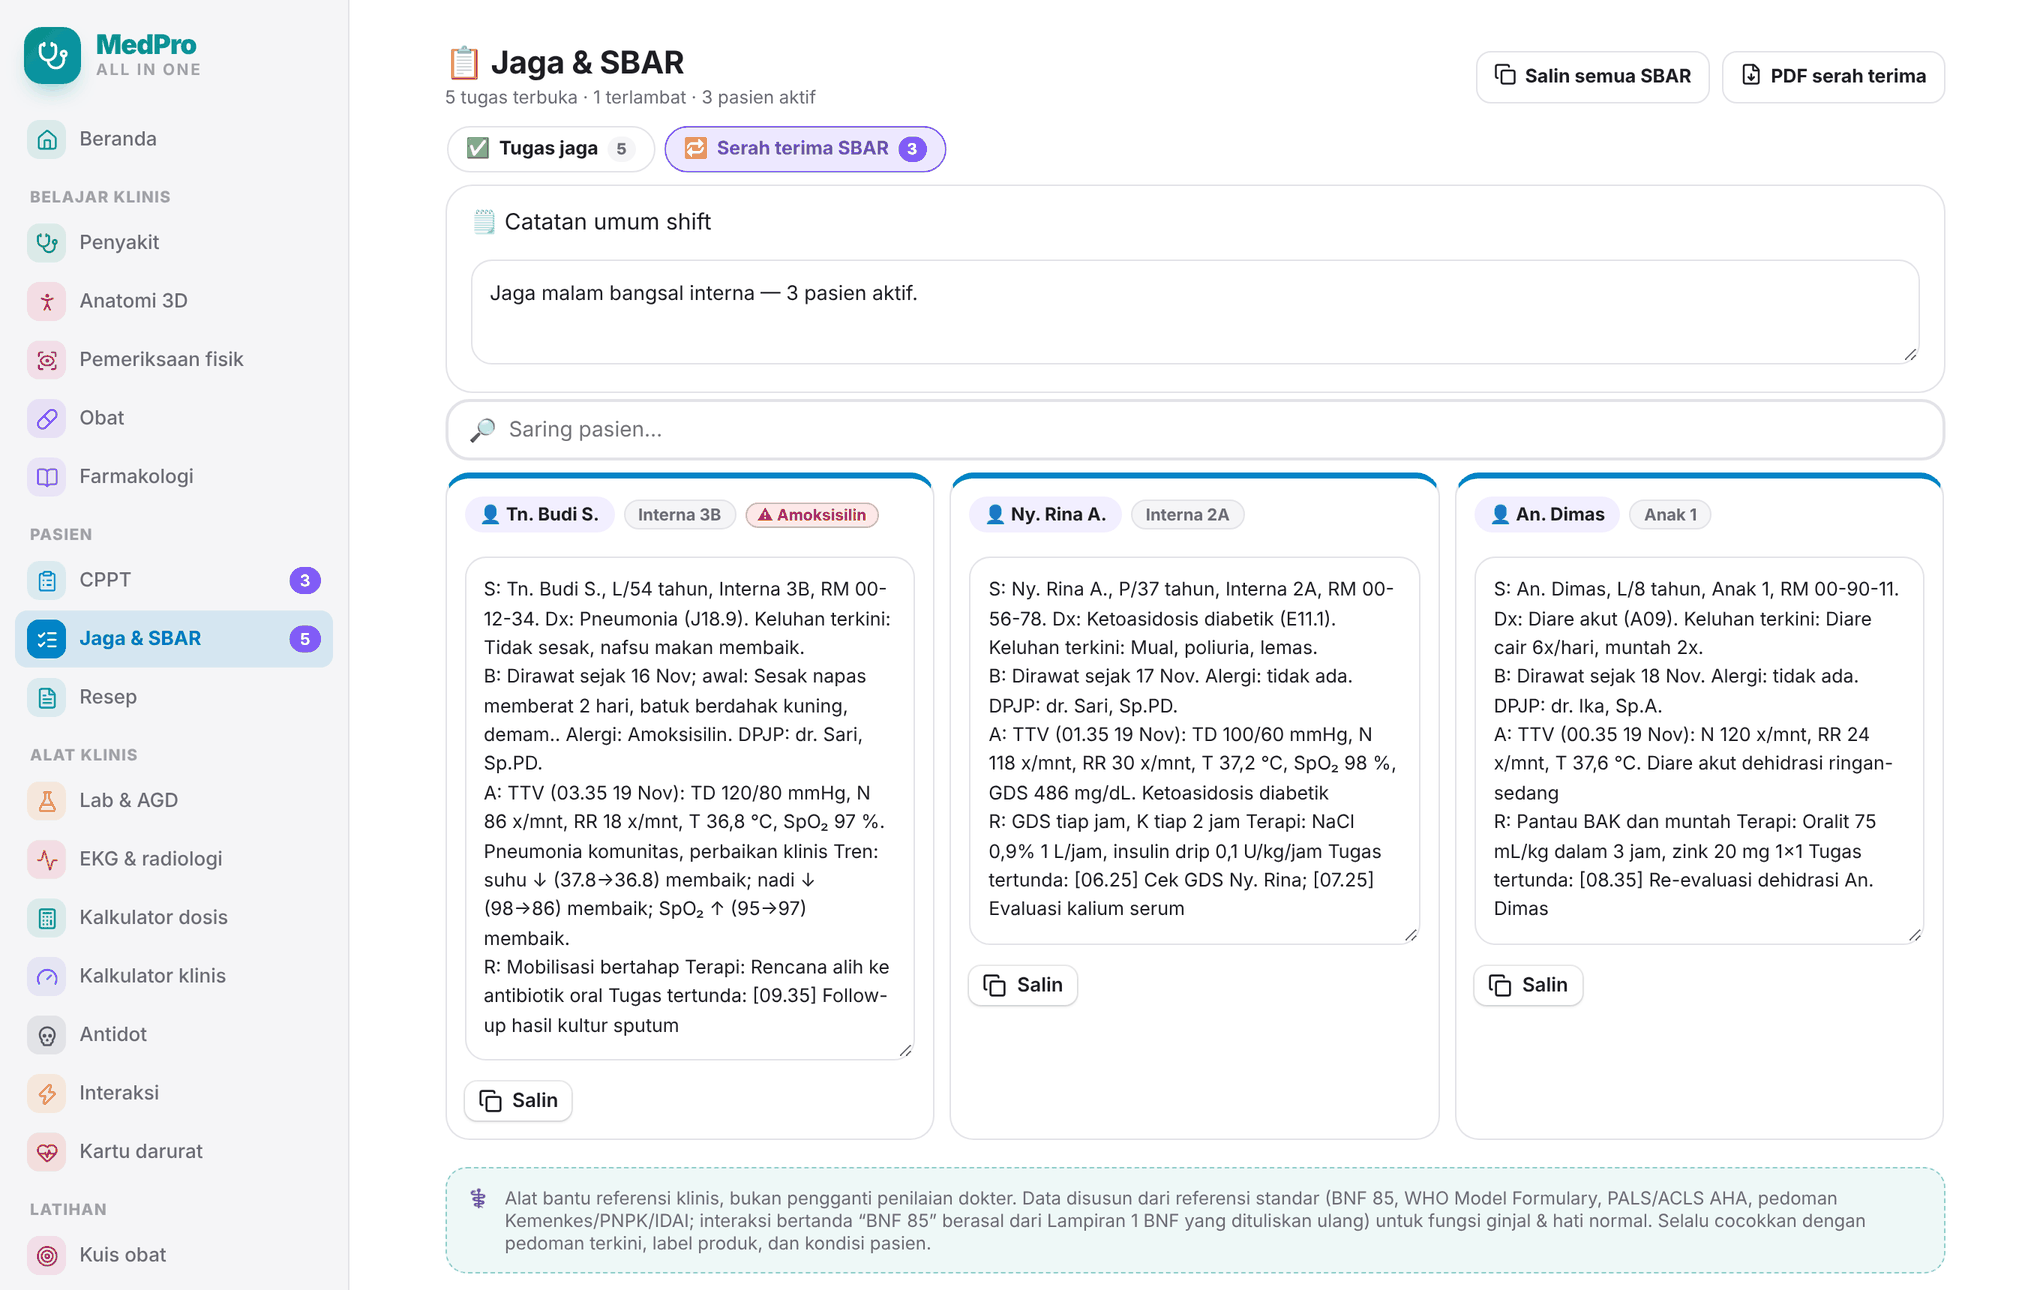 MedPro
ALL IN ONE
Beranda
BELAJAR KLINIS
Penyakit
Anatomi 3D
Pemeriksaan fisik
Obat
Farmakologi
PASIEN
CPPT 3
Jaga & SBAR 5
Resep
ALAT KLINIS
Lab & AGD
EKG & radiologi
Kalkulator dosis
Kalkulator klinis
Antidot
Interaksi
Kartu darurat
LATIHAN
Kuis obat
Jaga & SBAR
5 tugas terbuka · 1 terlambat · 3 pasien aktif
Salin semua SBAR
PDF serah terima
Tugas jaga 5
Serah terima SBAR 3
Catatan umum shift
Jaga malam bangsal interna — 3 pasien aktif.
Saring pasien...
Tn. Budi S. Interna 3B Amoksisilin
S: Tn. Budi S., L/54 tahun, Interna 3B, RM 00-
12-34. Dx: Pneumonia (J18.9). Keluhan terkini:
Tidak sesak, nafsu makan membaik.
B: Dirawat sejak 16 Nov; awal: Sesak napas
memberat 2 hari, batuk berdahak kuning,
demam.. Alergi: Amoksisilin. DPJP: dr. Sari,
Sp.PD.
A: TTV (03.35 19 Nov): TD 120/80 mmHg, N
86 x/mnt, RR 18 x/mnt, T 36,8 °C, SpO₂ 97 %.
Pneumonia komunitas, perbaikan klinis Tren:
suhu ↓ (37.8→36.8) membaik; nadi ↓
(98→86) membaik; SpO₂ ↑ (95→97)
membaik.
R: Mobilisasi bertahap Terapi: Rencana alih ke
antibiotik oral Tugas tertunda: [09.35] Follow-
up hasil kultur sputum
Salin
Ny. Rina A. Interna 2A
S: Ny. Rina A., P/37 tahun, Interna 2A, RM 00-
56-78. Dx: Ketoasidosis diabetik (E11.1).
Keluhan terkini: Mual, poliuria, lemas.
B: Dirawat sejak 17 Nov. Alergi: tidak ada.
DPJP: dr. Sari, Sp.PD.
A: TTV (01.35 19 Nov): TD 100/60 mmHg, N
118 x/mnt, RR 30 x/mnt, T 37,2 °C, SpO₂ 98 %,
GDS 486 mg/dL. Ketoasidosis diabetik
R: GDS tiap jam, K tiap 2 jam Terapi: NaCl
0,9% 1 L/jam, insulin drip 0,1 U/kg/jam Tugas
tertunda: [06.25] Cek GDS Ny. Rina; [07.25]
Evaluasi kalium serum
Salin
An. Dimas Anak 1
S: An. Dimas, L/8 tahun, Anak 1, RM 00-90-11.
Dx: Diare akut (A09). Keluhan terkini: Diare
cair 6x/hari, muntah 2x.
B: Dirawat sejak 18 Nov. Alergi: tidak ada.
DPJP: dr. Ika, Sp.A.
A: TTV (00.35 19 Nov): N 120 x/mnt, RR 24
x/mnt, T 37,6 °C. Diare akut dehidrasi ringan-
sedang
R: Pantau BAK dan muntah Terapi: Oralit 75
mL/kg dalam 3 jam, zink 20 mg 1×1 Tugas
tertunda: [08.35] Re-evaluasi dehidrasi An.
Dimas
Salin
Alat bantu referensi klinis, bukan pengganti penilaian dokter. Data disusun dari referensi standar (BNF 85, WHO Model Formulary, PALS/ACLS AHA, pedoman
Kemenkes/PNPK/IDAI; interaksi bertanda “BNF 85” berasal dari Lampiran 1 BNF yang dituliskan ulang) untuk fungsi ginjal & hati normal. Selalu cocokkan dengan
pedoman terkini, label produk, dan kondisi pasien.